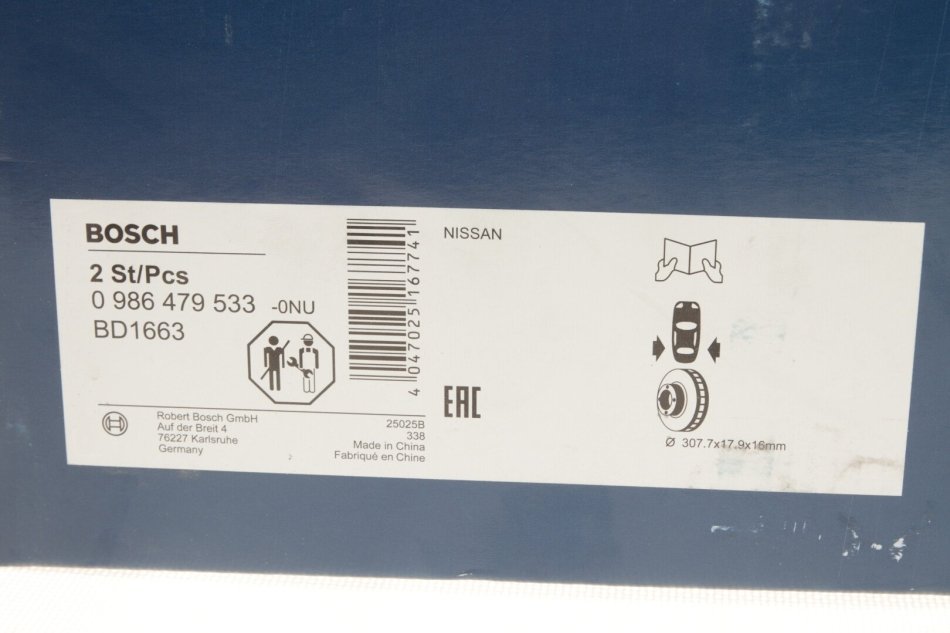 BOSCH
2 St/Pcs
0 986 479 533 -0NU
BD1663
Robert Bosch GmbH
Auf der Breit 4
76227 Karlsruhe
Germany
25025B
338
Made in China
Fabriqué en Chine
4 047025 167741
NISSAN
EAC
Ø 307.7x17.9x16mm